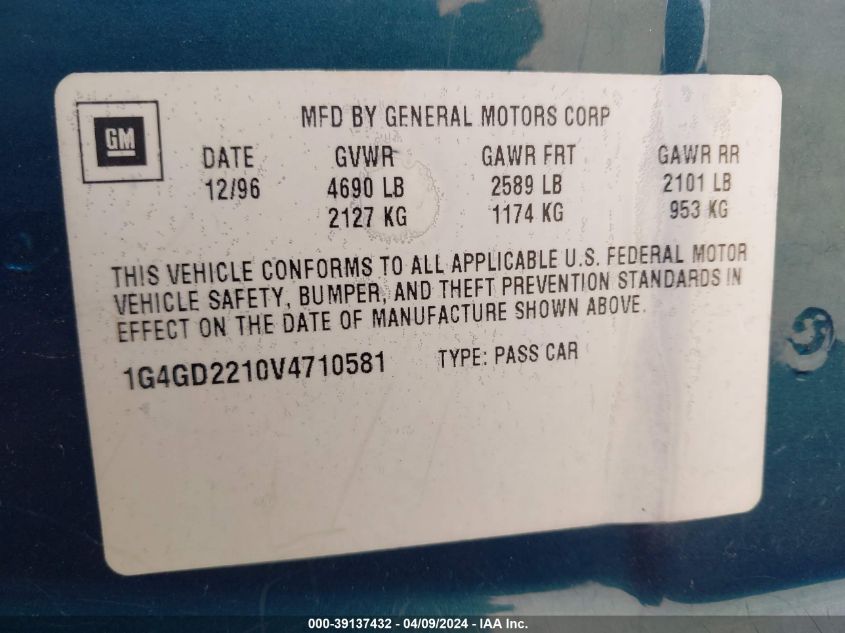 MFD BY GENERAL MOTORS CORP
GM
DATE GVWR GAWR FRT GAWR RR
12/96 4690 LB 2589 LB 2101 LB
2127 KG 1174 KG 953 KG
THIS VEHICLE CONFORMS TO ALL APPLICABLE U.S. FEDERAL MOTOR
VEHICLE SAFETY, BUMPER, AND THEFT PREVENTION STANDARDS IN
EFFECT ON THE DATE OF MANUFACTURE SHOWN ABOVE.
1G4GD2210V4710581 TYPE: PASS CAR
000-39137432 - 04/09/2024 - IAA Inc.